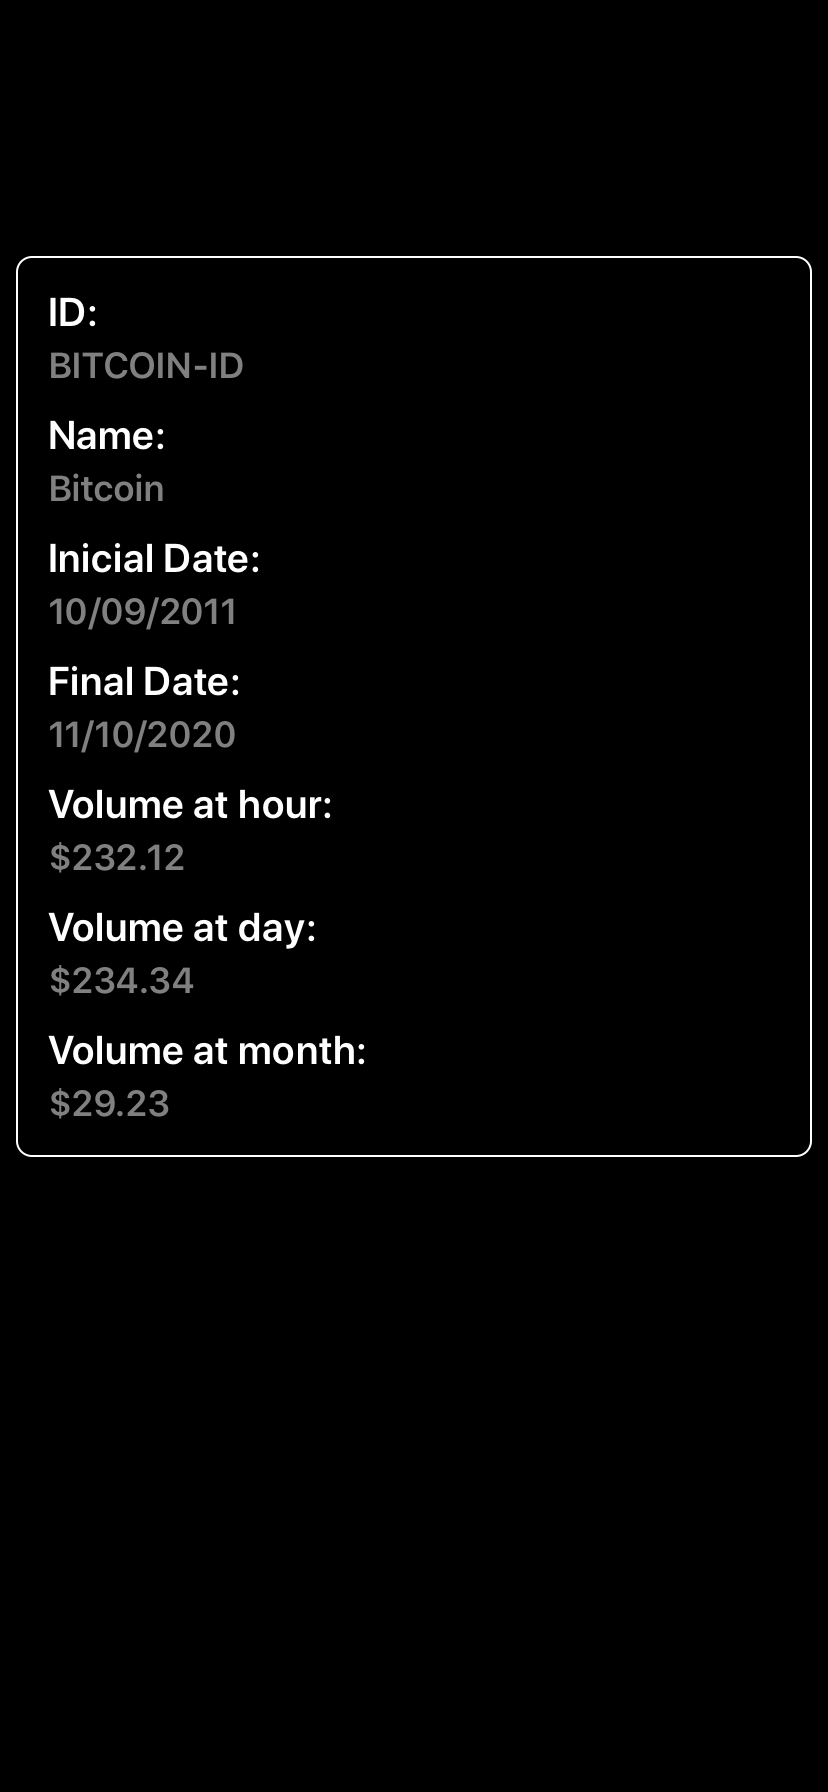 ID:
BITCOIN-ID
Name:
Bitcoin
Inicial Date:
10/09/2011
Final Date:
11/10/2020
Volume at hour:
$232.12
Volume at day:
$234.34
Volume at month:
$29.23